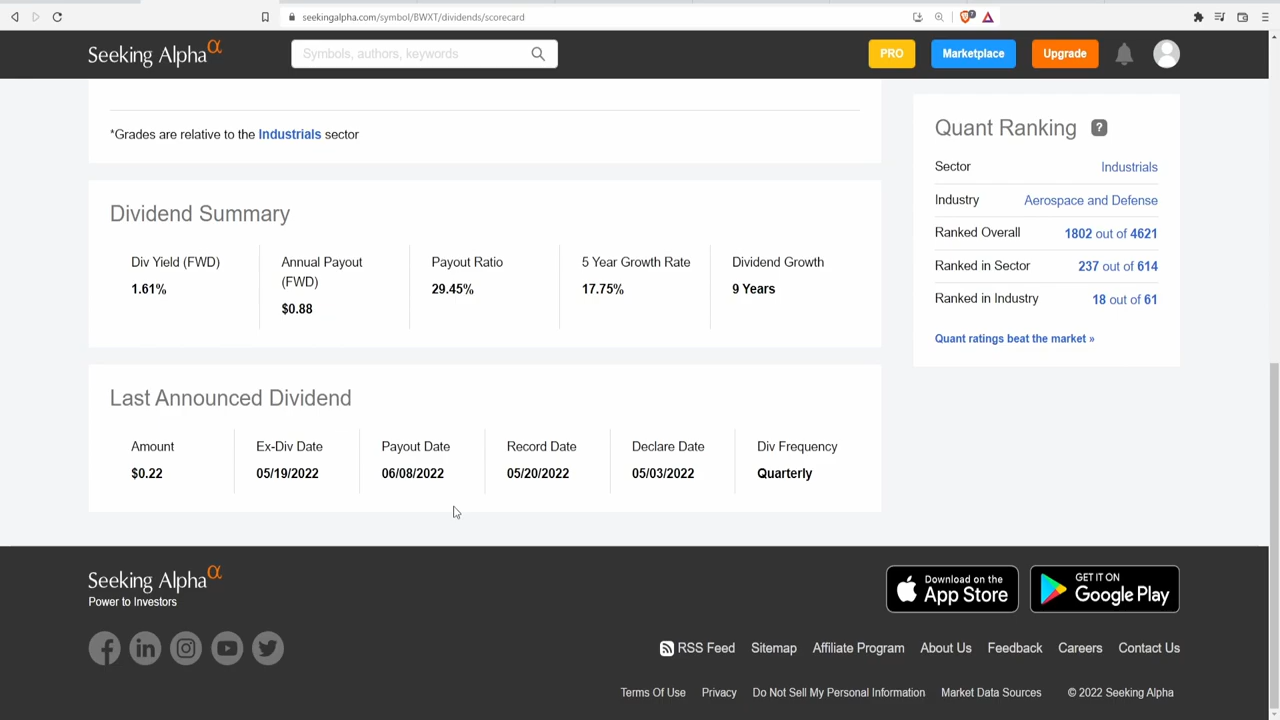 seekingalpha.com/symbol/BWXT/dividends/scorecard
Seeking Alpha α
Symbols, authors, keywords
PRO
Marketplace
Upgrade
*Grades are relative to the Industrials sector
Dividend Summary
Div Yield (FWD)
1.61%
Annual Payout
(FWD)
$0.88
Payout Ratio
29.45%
5 Year Growth Rate
17.75%
Dividend Growth
9 Years
Last Announced Dividend
Amount
$0.22
Ex-Div Date
05/19/2022
Payout Date
06/08/2022
Record Date
05/20/2022
Declare Date
05/03/2022
Div Frequency
Quarterly
Quant Ranking ?
Sector Industrials
Industry Aerospace and Defense
Ranked Overall 1802 out of 4621
Ranked in Sector 237 out of 614
Ranked in Industry 18 out of 61
Quant ratings beat the market »
Seeking Alpha α
Power to Investors
Download on the
App Store
GET IT ON
Google Play
RSS Feed Sitemap Affiliate Program About Us Feedback Careers Contact Us
Terms Of Use Privacy Do Not Sell My Personal Information Market Data Sources © 2022 Seeking Alpha